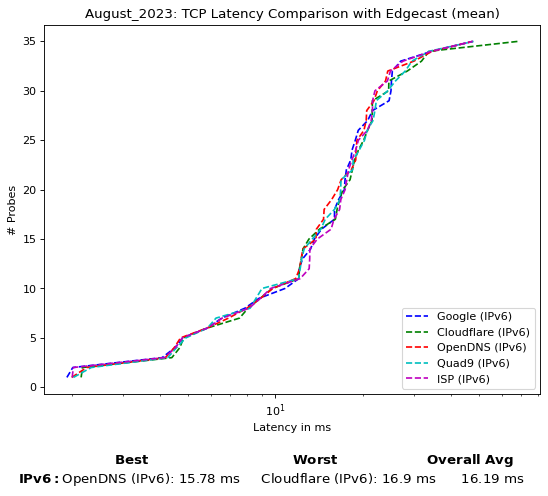 August_2023: TCP Latency Comparison with Edgecast (mean)
# Probes
35
30
25
20
15
10
5
0
Google (IPv6)
Cloudflare (IPv6)
OpenDNS (IPv6)
Quad9 (IPv6)
ISP (IPv6)
10¹
Latency in ms
Best Worst Overall Avg
IPv6: OpenDNS (IPv6): 15.78 ms Cloudflare (IPv6): 16.9 ms 16.19 ms